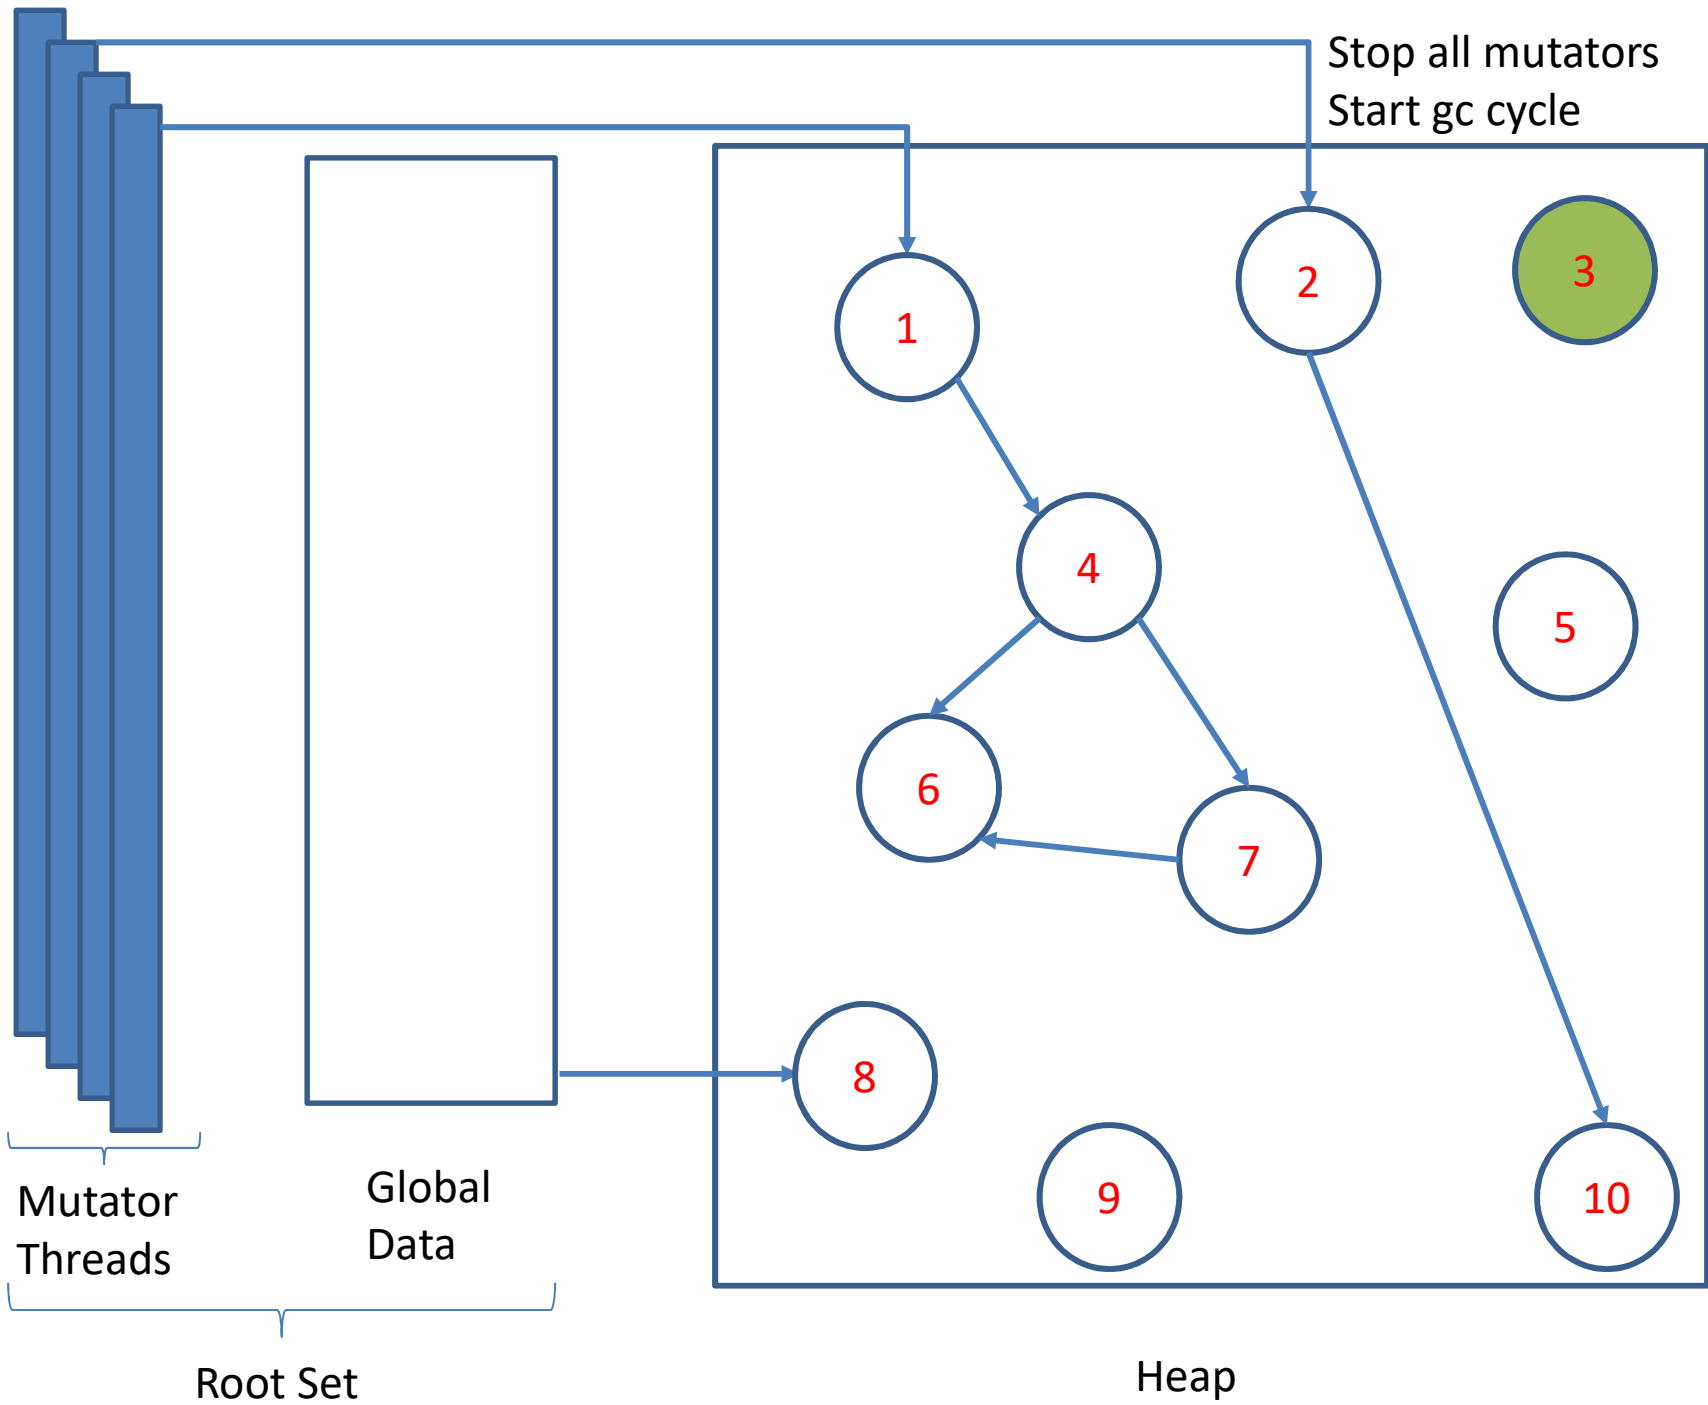 Stop all mutators
Start gc cycle
1
2
3
4
5
6
7
8
9
10
Mutator
Threads
Global
Data
Root Set
Heap